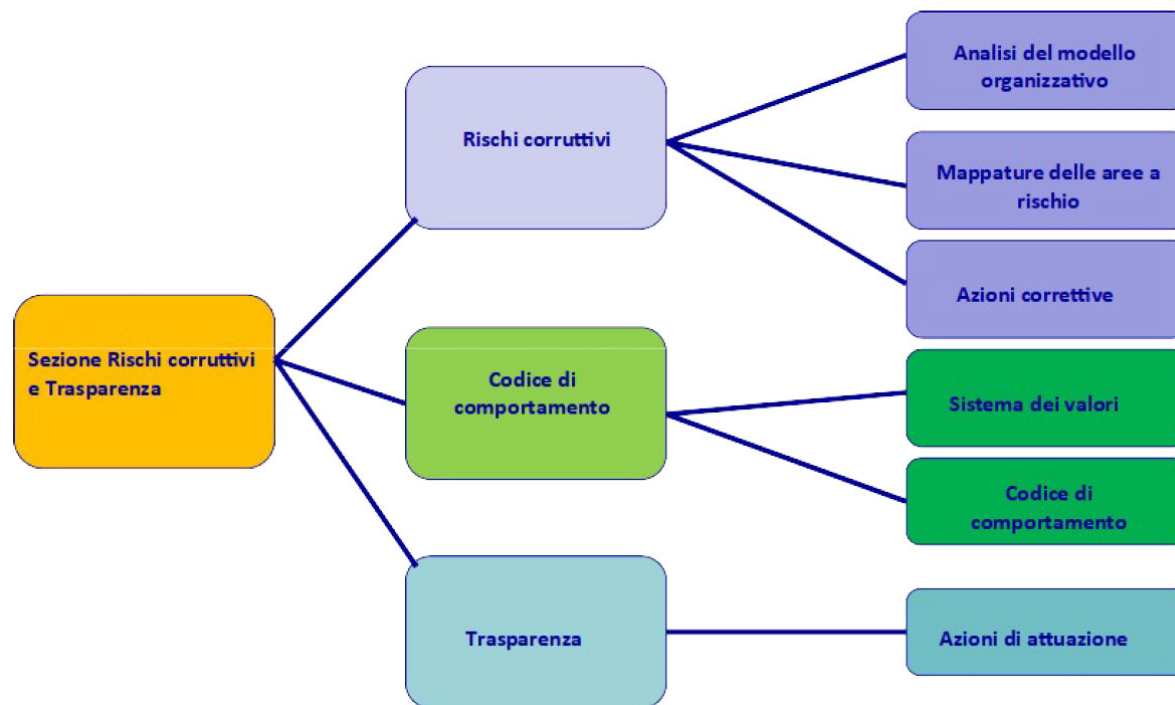 Sezione Rischi corruttivi
e Trasparenza
Rischi corruttivi
Analisi del modello
organizzativo
Mappature delle aree a
rischio
Azioni correttive
Codice di
comportamento
Sistema dei valori
Codice di
comportamento
Trasparenza
Azioni di attuazione